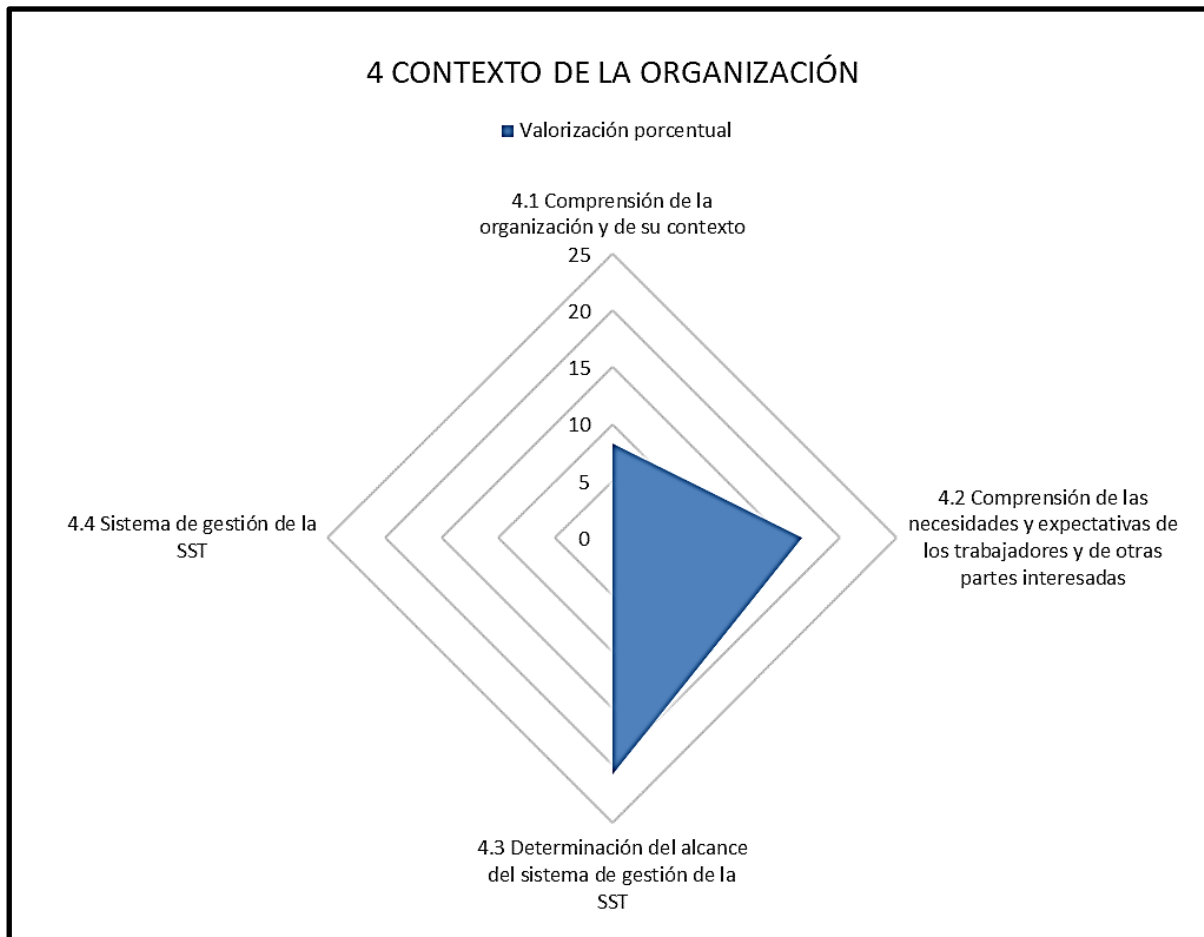 4 CONTEXTO DE LA ORGANIZACIÓN
Valorización porcentual
4.1 Comprensión de la
organización y de su contexto
25
20
15
10
5
0
4.2 Comprensión de las
necesidades y expectativas de
los trabajadores y de otras
partes interesadas
4.4 Sistema de gestión de la
SST
4.3 Determinación del alcance
del sistema de gestión de la
SST